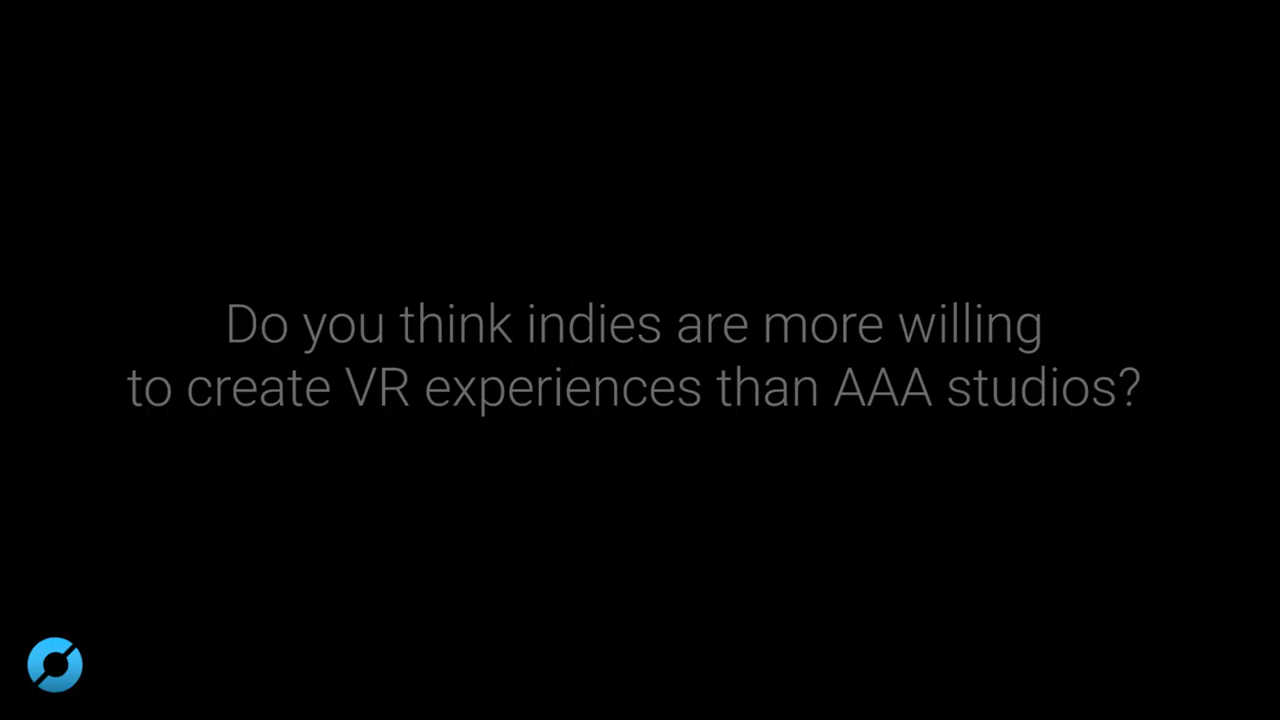 Do you think indies are more willing
to create VR experiences than AAA studios?